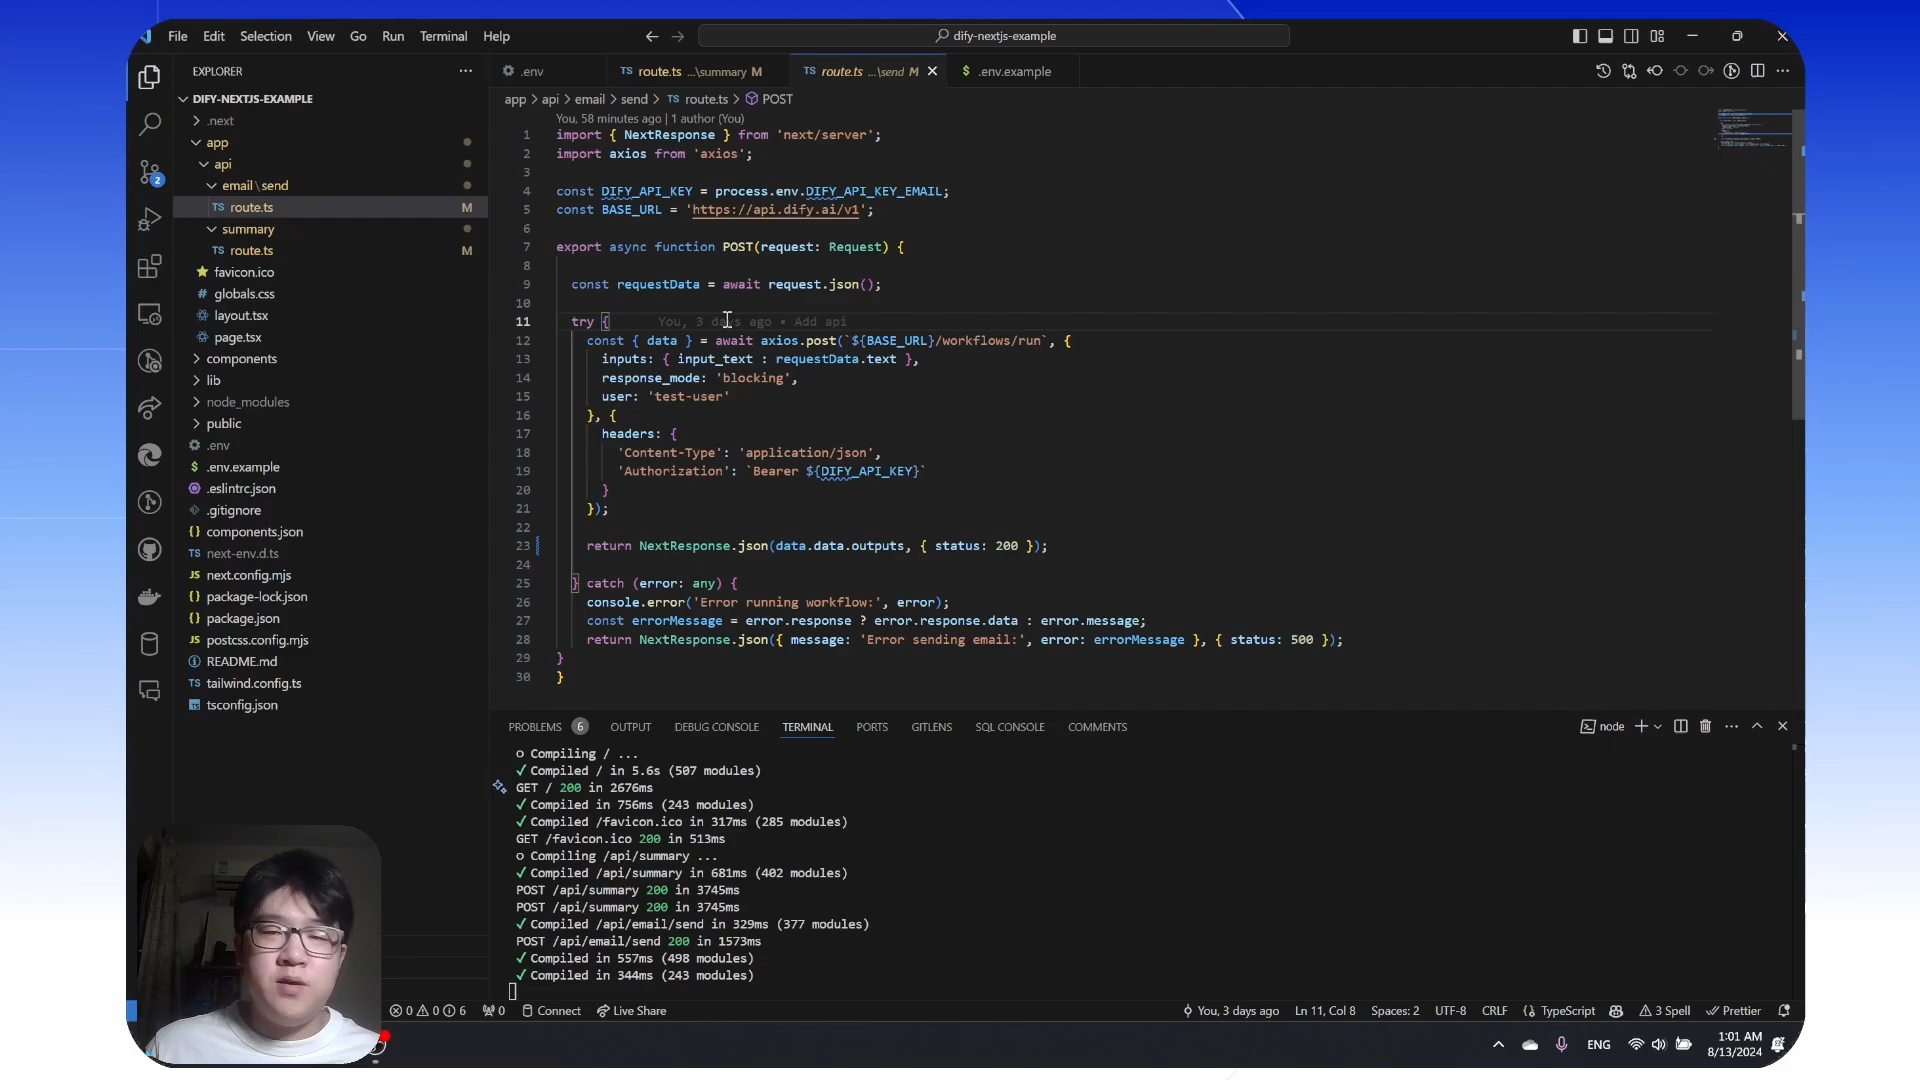 File Edit Selection View Go Run Terminal Help
dify-nextjs-example
EXPLORER
DIFY-NEXTJS-EXAMPLE
.next
app
api
email\send
TS route.ts M
summary
TS route.ts M
favicon.ico
# globals.css
layout.tsx
page.tsx
components
lib
node_modules
public
.env
$ .env.example
.eslintrc.json
.gitignore
{} components.json
TS next-env.d.ts
JS next.config.mjs
{} package-lock.json
{} package.json
JS postcss.config.mjs
README.md
TS tailwind.config.ts
tsconfig.json
2
.env
TS route.ts ...\summary M
TS route.ts ...\send M
$ .env.example
app > api > email > send > TS route.ts > POST
You, 58 minutes ago | 1 author (You)
1 import { NextResponse } from 'next/server';
2 import axios from 'axios';
3
4 const DIFY_API_KEY = process.env.DIFY_API_KEY_EMAIL;
5 const BASE_URL = 'https://api.dify.ai/v1';
6
7 export async function POST(request: Request) {
8
9 const requestData = await request.json();
10
11 try { You, 3 days ago • Add api
12 const { data } = await axios.post(`${BASE_URL}/workflows/run`, {
13 inputs: { input_text : requestData.text },
14 response_mode: 'blocking',
15 user: 'test-user'
16 }, {
17 headers: {
18 'Content-Type': 'application/json',
19 'Authorization': `Bearer ${DIFY_API_KEY}`
20 }
21 });
22
23 return NextResponse.json(data.data.outputs, { status: 200 });
24
25 } catch (error: any) {
26 console.error('Error running workflow:', error);
27 const errorMessage = error.response ? error.response.data : error.message;
28 return NextResponse.json({ message: 'Error sending email:', error: errorMessage }, { status: 500 });
29 }
30 }
PROBLEMS 6 OUTPUT DEBUG CONSOLE TERMINAL PORTS GITLENS SQL CONSOLE COMMENTS
node
○ Compiling / ...
✓ Compiled / in 5.6s (507 modules)
GET / 200 in 2676ms
✓ Compiled in 756ms (243 modules)
✓ Compiled /favicon.ico in 317ms (285 modules)
GET /favicon.ico 200 in 513ms
○ Compiling /api/summary ...
✓ Compiled /api/summary in 681ms (402 modules)
POST /api/summary 200 in 3745ms
POST /api/summary 200 in 3745ms
✓ Compiled /api/email/send in 329ms (377 modules)
POST /api/email/send 200 in 1573ms
✓ Compiled in 557ms (498 modules)
✓ Compiled in 344ms (243 modules)
0 0 6 0 Connect Live Share You, 3 days ago Ln 11, Col 8 Spaces: 2 UTF-8 CRLF {} TypeScript 3 Spell Prettier
ENG
1:01 AM
8/13/2024